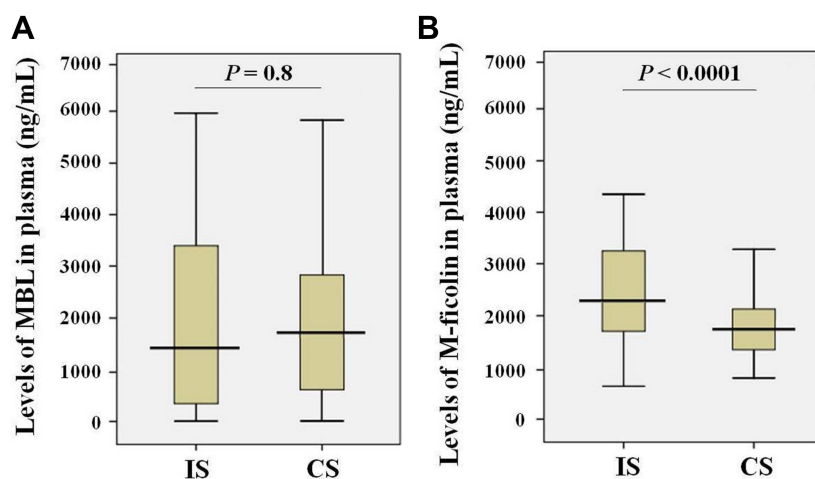 A
Levels of MBL in plasma (ng/mL)
7000
6000
5000
4000
3000
2000
1000
0
P = 0.8
IS CS
B
Levels of M-ficolin in plasma (ng/mL)
7000
6000
5000
4000
3000
2000
1000
0
P < 0.0001
IS CS